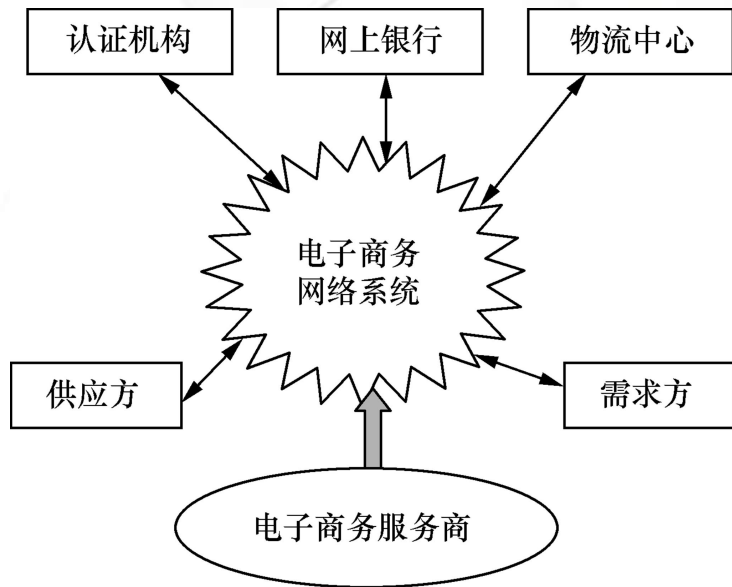 认证机构
网上银行
物流中心
电子商务
网络系统
供应方
需求方
电子商务服务商